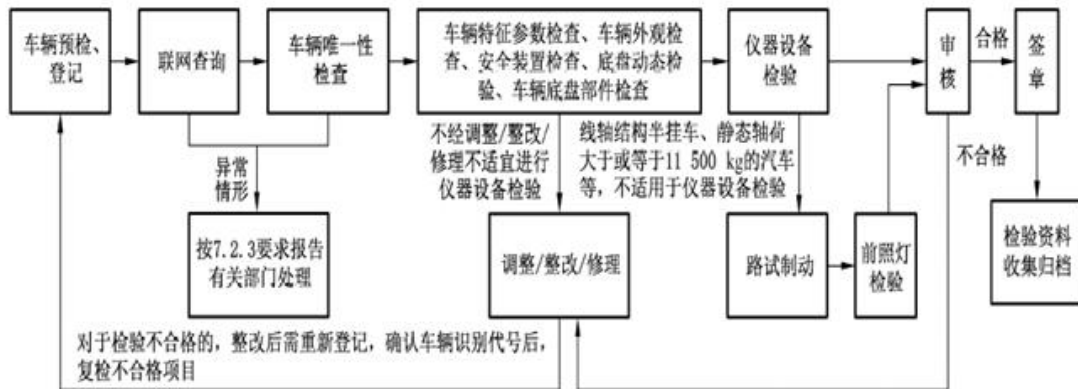 车辆预检、
登记
联网查询
车辆唯一性
检查
车辆特征参数检查、车辆外观检
查、安全装置检查、底盘动态检
验、车辆底盘部件检查
仪器设备
检验
审
核
合格
签
章
异常
情形
不经调整/整改/
修理不适宜进行
仪器设备检验
线轴结构半挂车、静态轴荷
大于或等于11 500 kg的汽车
等，不适用于仪器设备检验
不合格
按7.2.3要求报告
有关部门处理
调整/整改/修理
路试制动
前照灯
检验
检验资料
收集归档
对于检验不合格的，整改后需重新登记，确认车辆识别代号后，
复检不合格项目